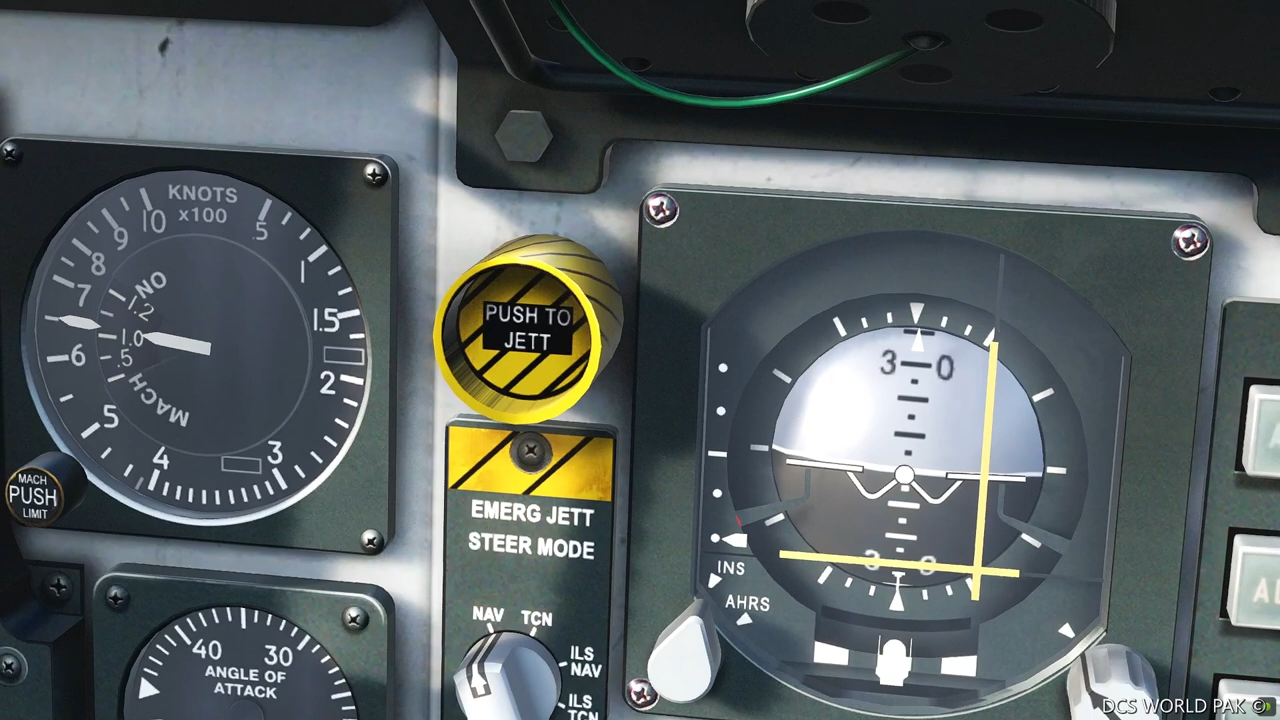 KNOTS
x100
10
.5
9
1
8
7
1.5
6
2
5
4
3
NO
1.2
1.0
.5
MACH
MACH
PUSH
LIMIT
PUSH TO
JETT
EMERG JETT
STEER MODE
NAV
TCN
ILS
NAV
ILS
TCN
40
30
ANGLE OF
ATTACK
3 0
INS
AHRS
DCS WORLD PAK ©